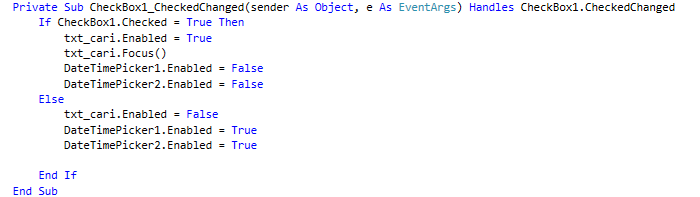 Private Sub CheckBox1_CheckedChanged(sender As Object, e As EventArgs) Handles CheckBox1.CheckedChanged
    If CheckBox1.Checked = True Then
        txt_cari.Enabled = True
        txt_cari.Focus()
        DateTimePicker1.Enabled = False
        DateTimePicker2.Enabled = False
    Else
        txt_cari.Enabled = False
        DateTimePicker1.Enabled = True
        DateTimePicker2.Enabled = True
    End If
End Sub